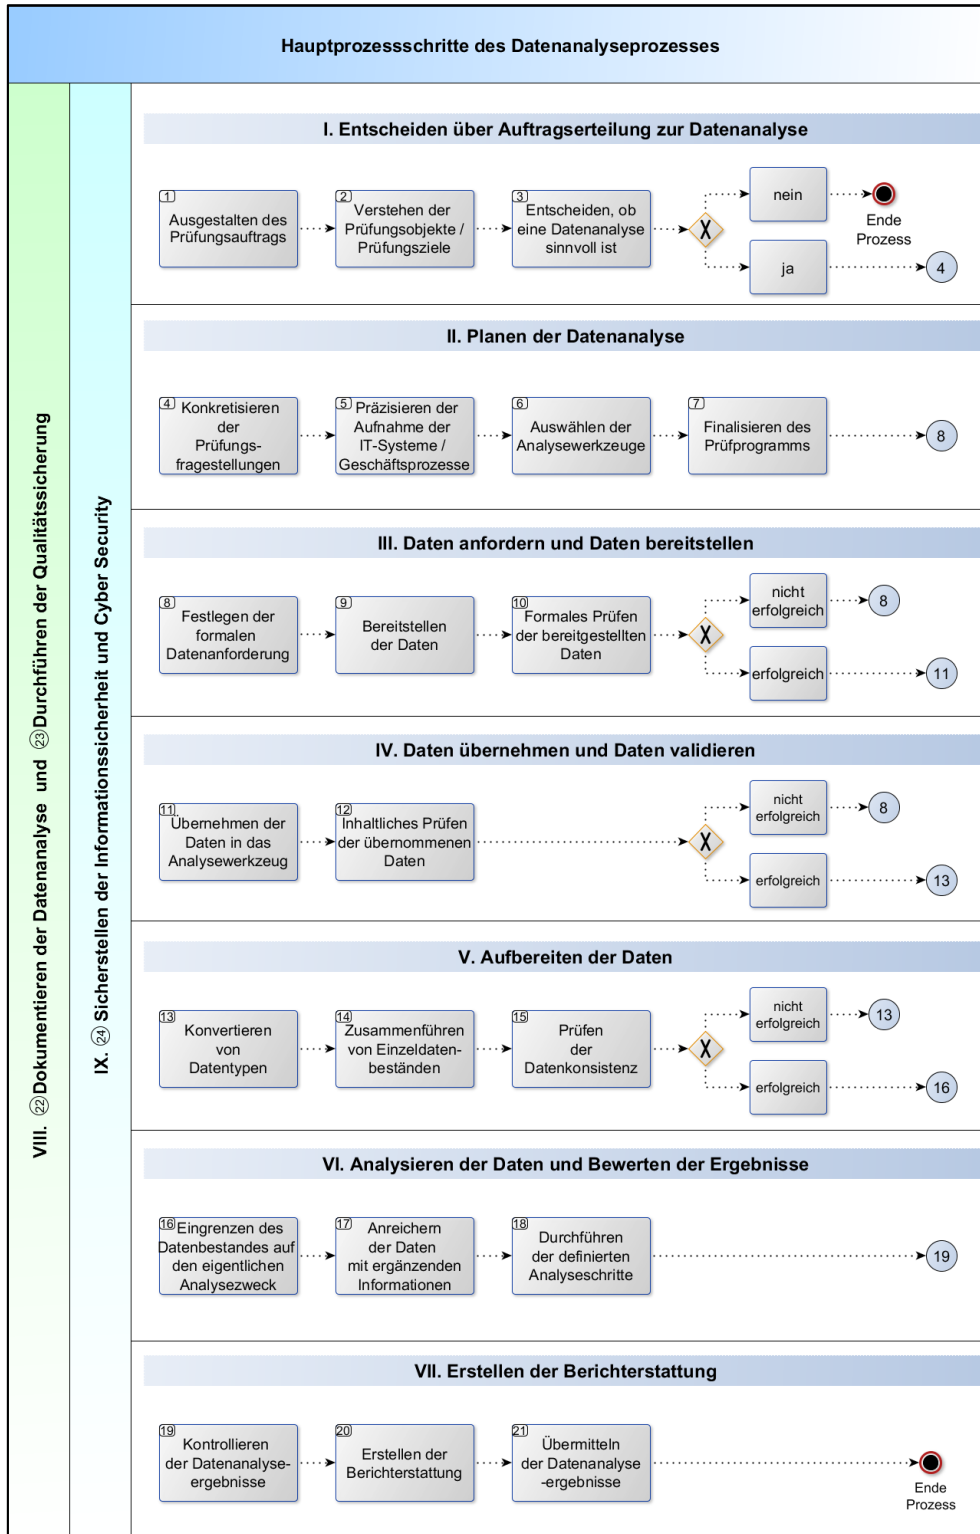 Hauptprozessschritte des Datenanalyseprozesses
VIII. 22 Dokumentieren der Datenanalyse und 23 Durchführen der Qualitätssicherung
IX. 24 Sicherstellen der Informationssicherheit und Cyber Security
I. Entscheiden über Auftragserteilung zur Datenanalyse
1
Ausgestalten des
Prüfungsauftrags
2
Verstehen der
Prüfungsobjekte /
Prüfungsziele
3
Entscheiden, ob
eine Datenanalyse
sinnvoll ist
X
nein
Ende
Prozess
ja
4
II. Planen der Datenanalyse
4
Konkretisieren
der
Prüfungs-
fragestellungen
5
Präzisieren der
Aufnahme der
IT-Systeme /
Geschäftsprozesse
6
Auswählen der
Analysewerkzeuge
7
Finalisieren des
Prüfprogramms
8
III. Daten anfordern und Daten bereitstellen
8
Festlegen der
formalen
Datenanforderung
9
Bereitstellen
der Daten
10
Formales Prüfen
der bereitgestellten
Daten
X
nicht
erfolgreich
8
erfolgreich
11
IV. Daten übernehmen und Daten validieren
11
Übernehmen der
Daten in das
Analysewerkzeug
12
Inhaltliches Prüfen
der übernommenen
Daten
X
nicht
erfolgreich
8
erfolgreich
13
V. Aufbereiten der Daten
13
Konvertieren
von
Datentypen
14
Zusammenführen
von Einzeldaten-
beständen
15
Prüfen
der
Datenkonsistenz
X
nicht
erfolgreich
13
erfolgreich
16
VI. Analysieren der Daten und Bewerten der Ergebnisse
16
Eingrenzen des
Datenbestandes auf
den eigentlichen
Analysezweck
17
Anreichern
der Daten
mit ergänzenden
Informationen
18
Durchführen
der definierten
Analyseschritte
19
VII. Erstellen der Berichterstattung
19
Kontrollieren
der Datenanalyse-
ergebnisse
20
Erstellen der
Berichterstattung
21
Übermitteln
der Datenanalyse
-ergebnisse
Ende
Prozess